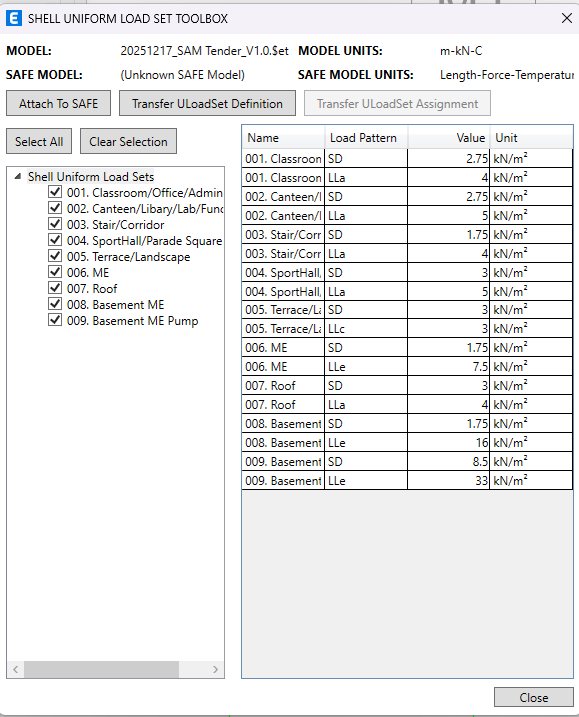 E SHELL UNIFORM LOAD SET TOOLBOX
MODEL: 20251217_SAM Tender_V1.0.$et MODEL UNITS: m-kN-C
SAFE MODEL: (Unknown SAFE Model) SAFE MODEL UNITS: Length-Force-Temperatur
Attach To SAFE Transfer ULoadSet Definition Transfer ULoadSet Assignment
Select All Clear Selection
Shell Uniform Load Sets
001. Classroom/Office/Admin
002. Canteen/Libary/Lab/Func
003. Stair/Corridor
004. SportHall/Parade Square
005. Terrace/Landscape
006. ME
007. Roof
008. Basement ME
009. Basement ME Pump
Name Load Pattern Value Unit
001. Classroon SD 2.75 kN/m²
001. Classroon LLa 4 kN/m²
002. Canteen/l SD 2.75 kN/m²
002. Canteen/l LLa 5 kN/m²
003. Stair/Corr SD 1.75 kN/m²
003. Stair/Corr LLa 4 kN/m²
004. SportHall, SD 3 kN/m²
004. SportHall, LLa 5 kN/m²
005. Terrace/La SD 3 kN/m²
005. Terrace/La LLc 3 kN/m²
006. ME SD 1.75 kN/m²
006. ME LLe 7.5 kN/m²
007. Roof SD 3 kN/m²
007. Roof LLa 4 kN/m²
008. Basement SD 1.75 kN/m²
008. Basement LLe 16 kN/m²
009. Basement SD 8.5 kN/m²
009. Basement LLe 33 kN/m²
Close